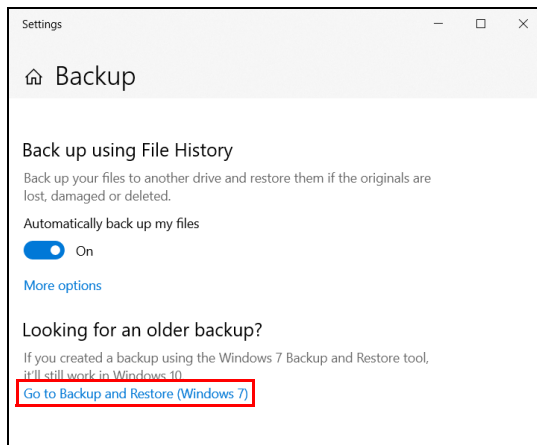 Settings
Backup
Back up using File History
Back up your files to another drive and restore them if the originals are
lost, damaged or deleted.
Automatically back up my files
On
More options
Looking for an older backup?
If you created a backup using the Windows 7 Backup and Restore tool,
it'll still work in Windows 10.
Go to Backup and Restore (Windows 7)